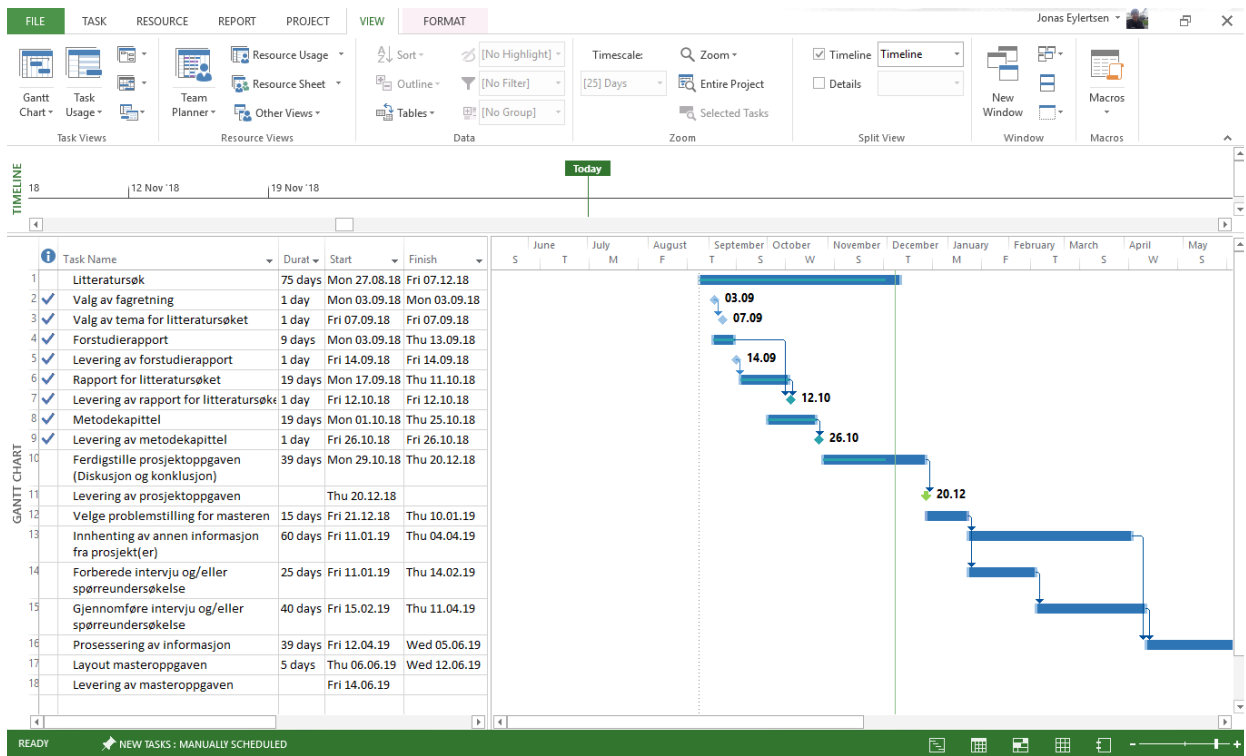 FILE TASK RESOURCE REPORT PROJECT VIEW FORMAT Jonas Eylertsen
Gantt Chart
Task Usage
Task Views
Team Planner
Resource Usage
Resource Sheet
Other Views
Resource Views
Sort
Outline
Tables
[No Highlight]
[No Filter]
[No Group]
Data
Timescale:
[25] Days
Zoom
Entire Project
Selected Tasks
Zoom
Timeline Timeline
Details
Split View
New Window
Window
Macros
Macros
TIMELINE
Today
18 12 Nov '18 19 Nov '18
GANTT CHART
Task Name Durat Start Finish
June July August September October November December January February March April May
S T M F T S W S T M F T S W S
1 Litteratursøk 75 days Mon 27.08.18 Fri 07.12.18
2 Valg av fagretning 1 day Mon 03.09.18 Mon 03.09.18 03.09
3 Valg av tema for litteratursøket 1 day Fri 07.09.18 Fri 07.09.18 07.09
4 Forstudierapport 9 days Mon 03.09.18 Thu 13.09.18
5 Levering av forstudierapport 1 day Fri 14.09.18 Fri 14.09.18 14.09
6 Rapport for litteratursøket 19 days Mon 17.09.18 Thu 11.10.18
7 Levering av rapport for litteratursøke 1 day Fri 12.10.18 Fri 12.10.18 12.10
8 Metodekapittel 19 days Mon 01.10.18 Thu 25.10.18
9 Levering av metodekapittel 1 day Fri 26.10.18 Fri 26.10.18 26.10
10 Ferdigstille prosjektoppgaven 39 days Mon 29.10.18 Thu 20.12.18
(Diskusjon og konklusjon)
11 Levering av prosjektoppgaven Thu 20.12.18 20.12
12 Velge problemstilling for masteren 15 days Fri 21.12.18 Thu 10.01.19
13 Innhenting av annen informasjon 60 days Fri 11.01.19 Thu 04.04.19
fra prosjekt(er)
14 Forberede intervju og/eller 25 days Fri 11.01.19 Thu 14.02.19
spørreundersøkelse
15 Gjennomføre intervju og/eller 40 days Fri 15.02.19 Thu 11.04.19
spørreundersøkelse
16 Prosessering av informasjon 39 days Fri 12.04.19 Wed 05.06.19
17 Layout masteroppgaven 5 days Thu 06.06.19 Wed 12.06.19
18 Levering av masteroppgaven Fri 14.06.19
READY NEW TASKS : MANUALLY SCHEDULED